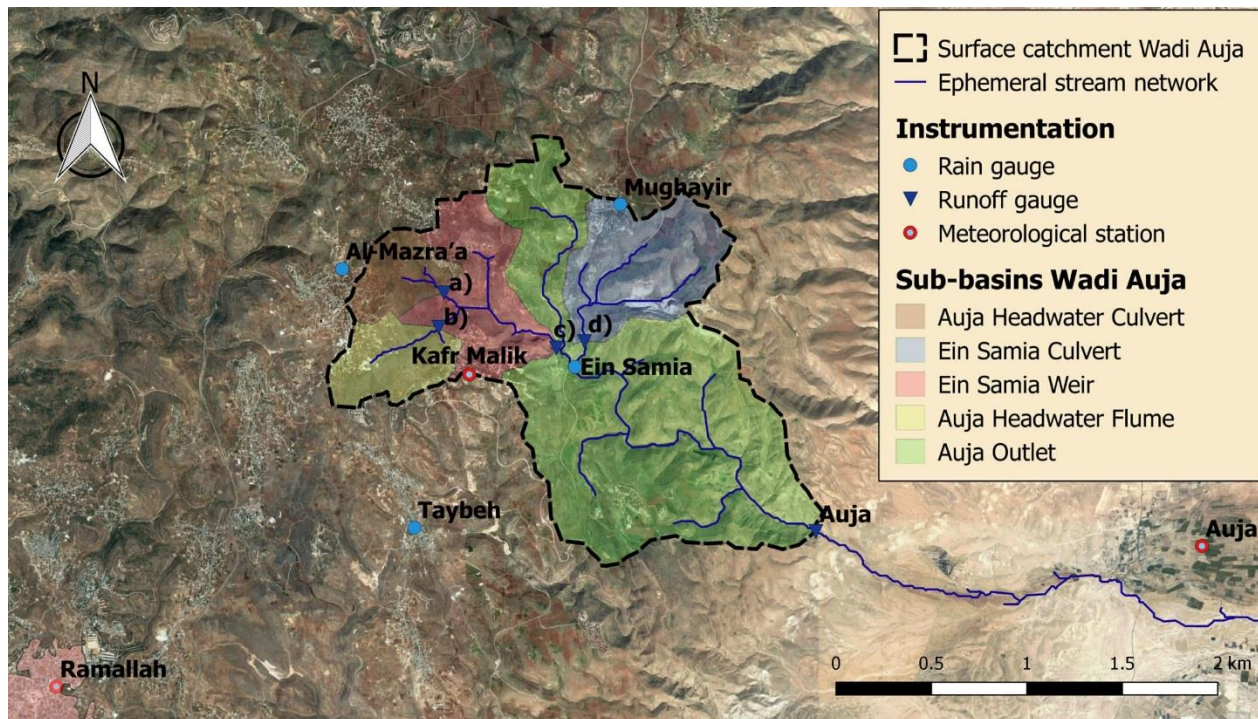 N
Mughayir
Al-Mazra’a
a)
b)
c)
d)
Kafr Malik
Ein Samia
Taybeh
Auja
Auja
Ramallah
Surface catchment Wadi Auja
Ephemeral stream network
Instrumentation
Rain gauge
Runoff gauge
Meteorological station
Sub-basins Wadi Auja
Auja Headwater Culvert
Ein Samia Culvert
Ein Samia Weir
Auja Headwater Flume
Auja Outlet
0 0.5 1 1.5 2 km